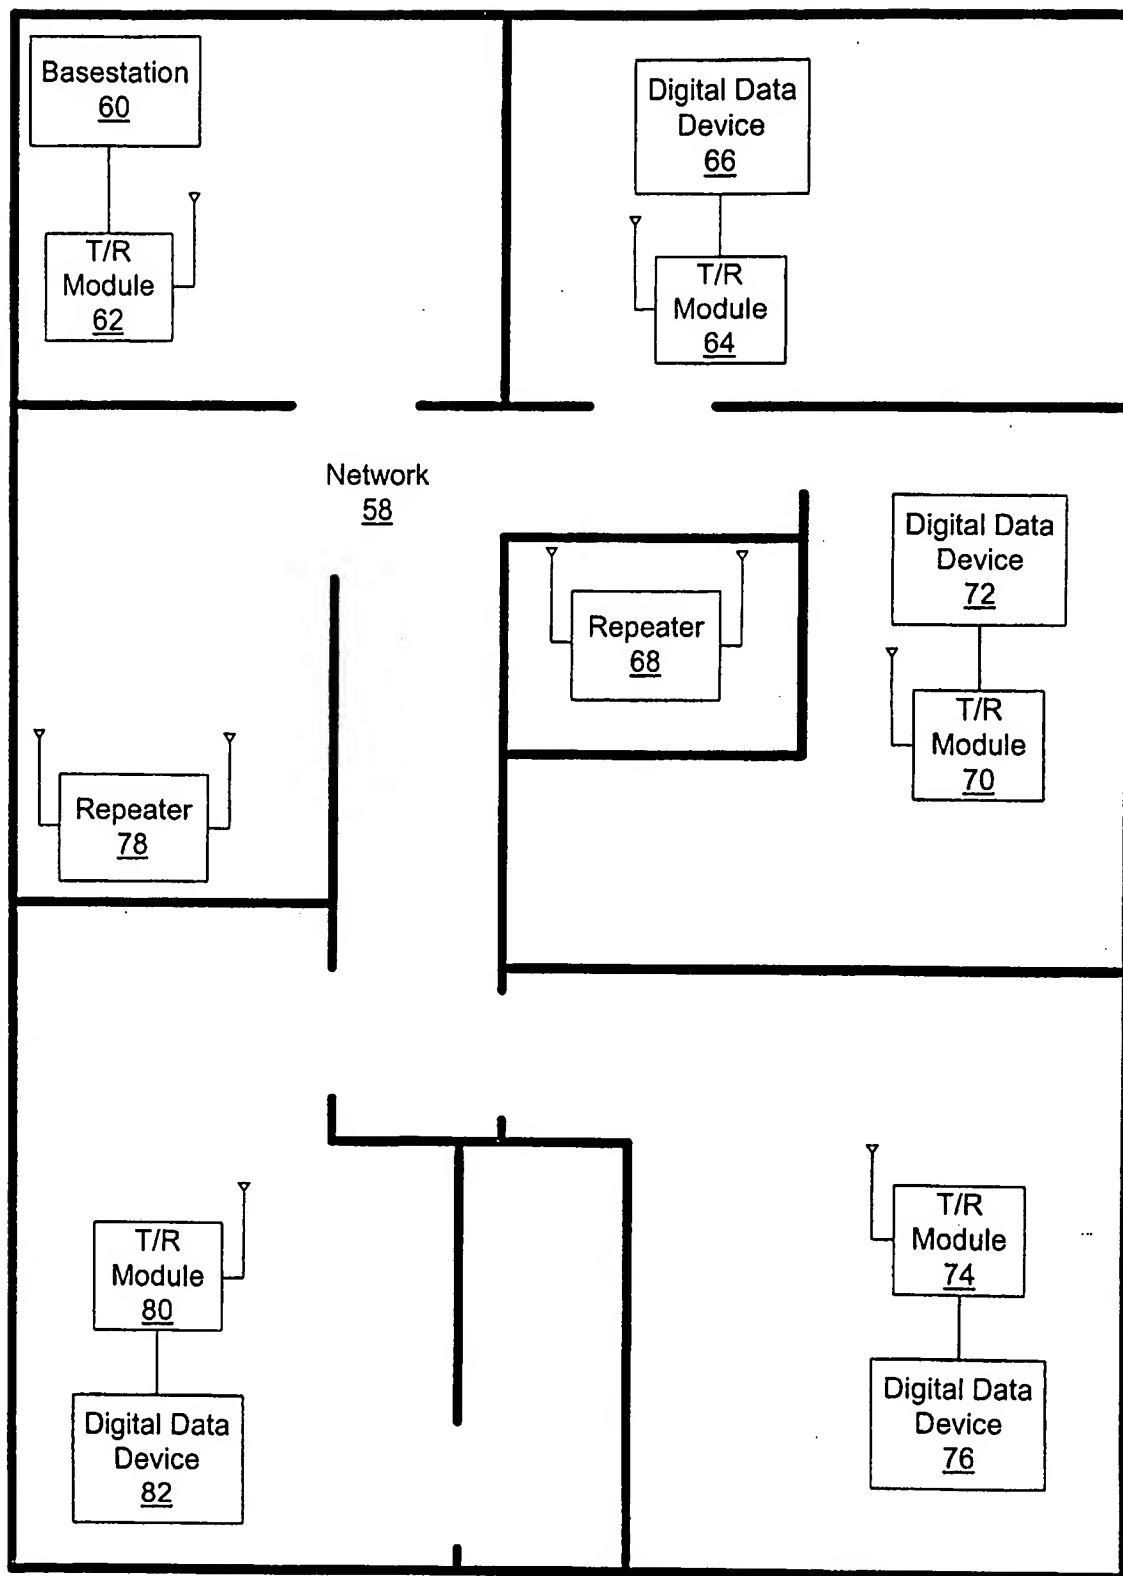 Basestation
60
T/R
Module
62
Digital Data
Device
66
T/R
Module
64
Network
58
Repeater
68
Digital Data
Device
72
T/R
Module
70
Repeater
78
T/R
Module
80
Digital Data
Device
82
T/R
Module
74
Digital Data
Device
76